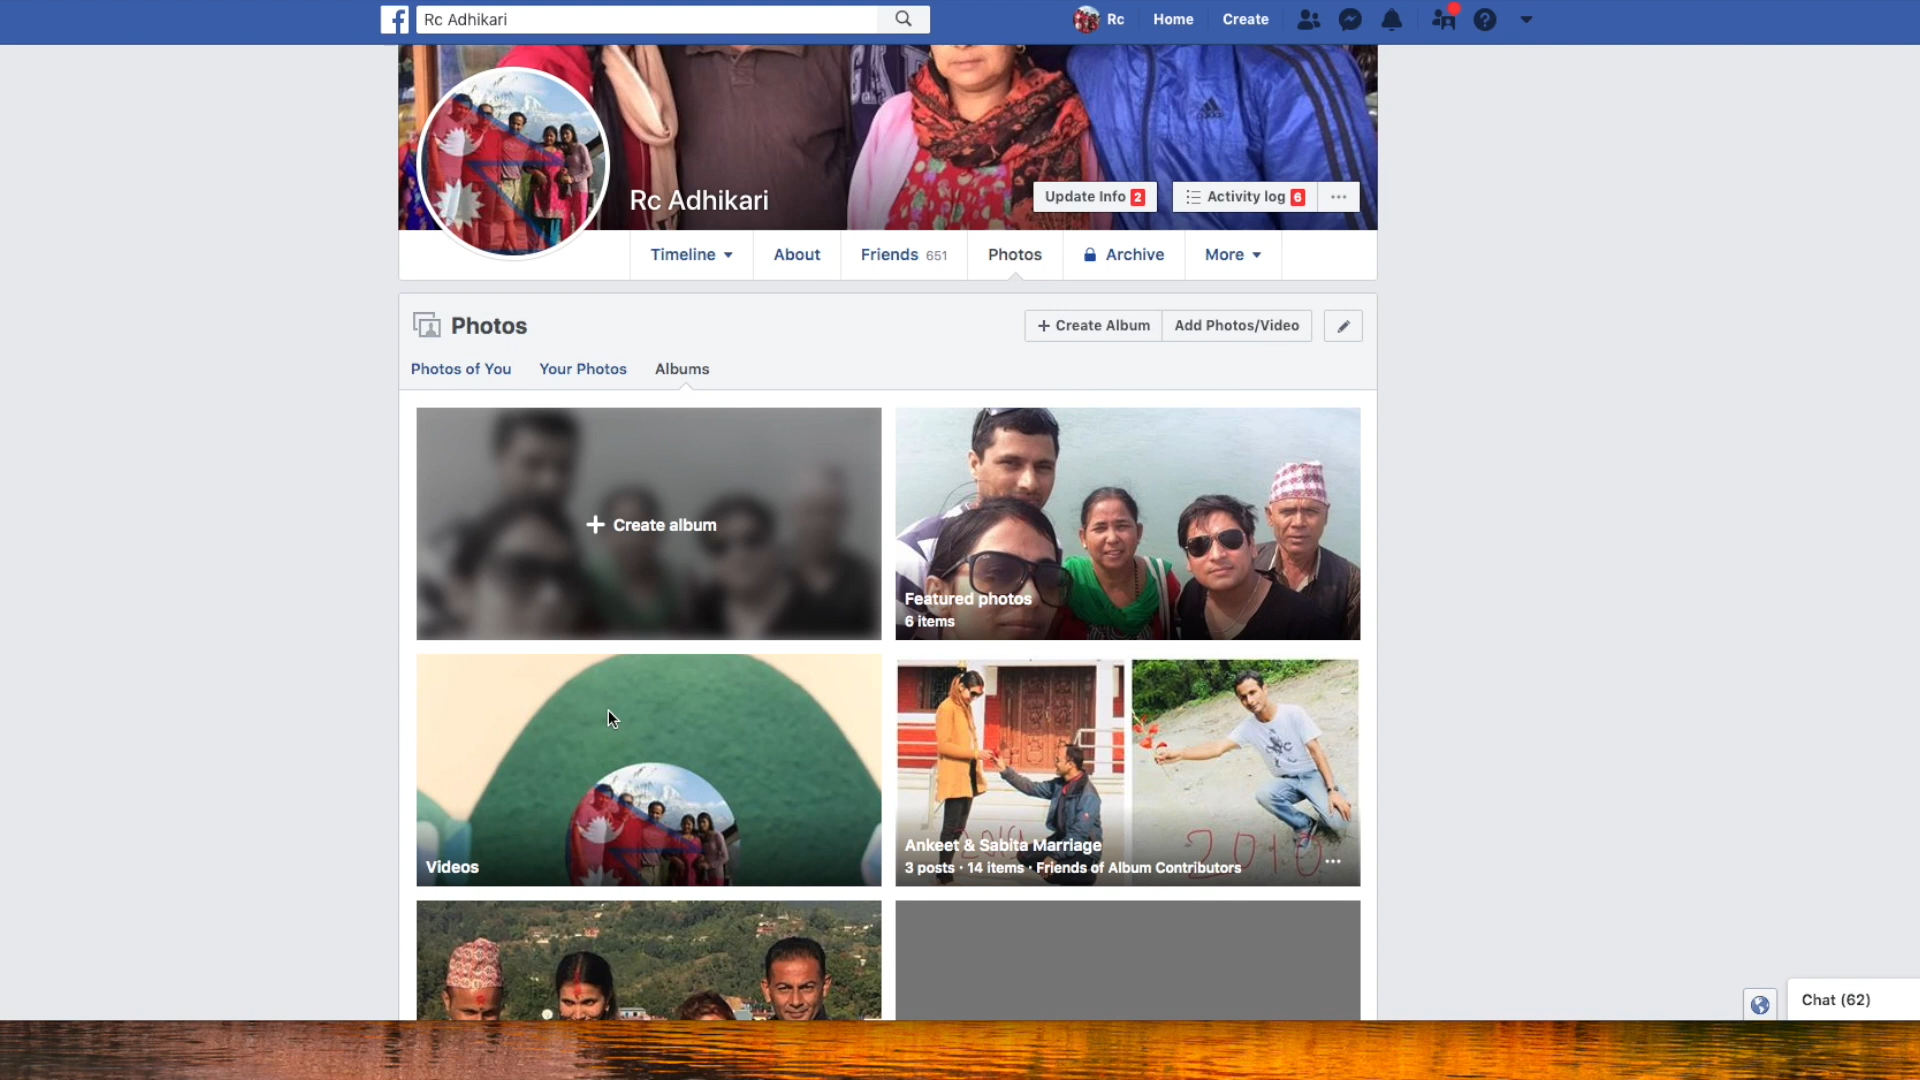 Rc Adhikari
Rc
Home
Create
Rc Adhikari
Update Info 2
Activity log 6
Timeline
About
Friends 651
Photos
Archive
More
Photos
+ Create Album
Add Photos/Video
Photos of You
Your Photos
Albums
+ Create album
Featured photos
6 items
Videos
Ankeet & Sabita Marriage
3 posts · 14 items · Friends of Album Contributors
Chat (62)